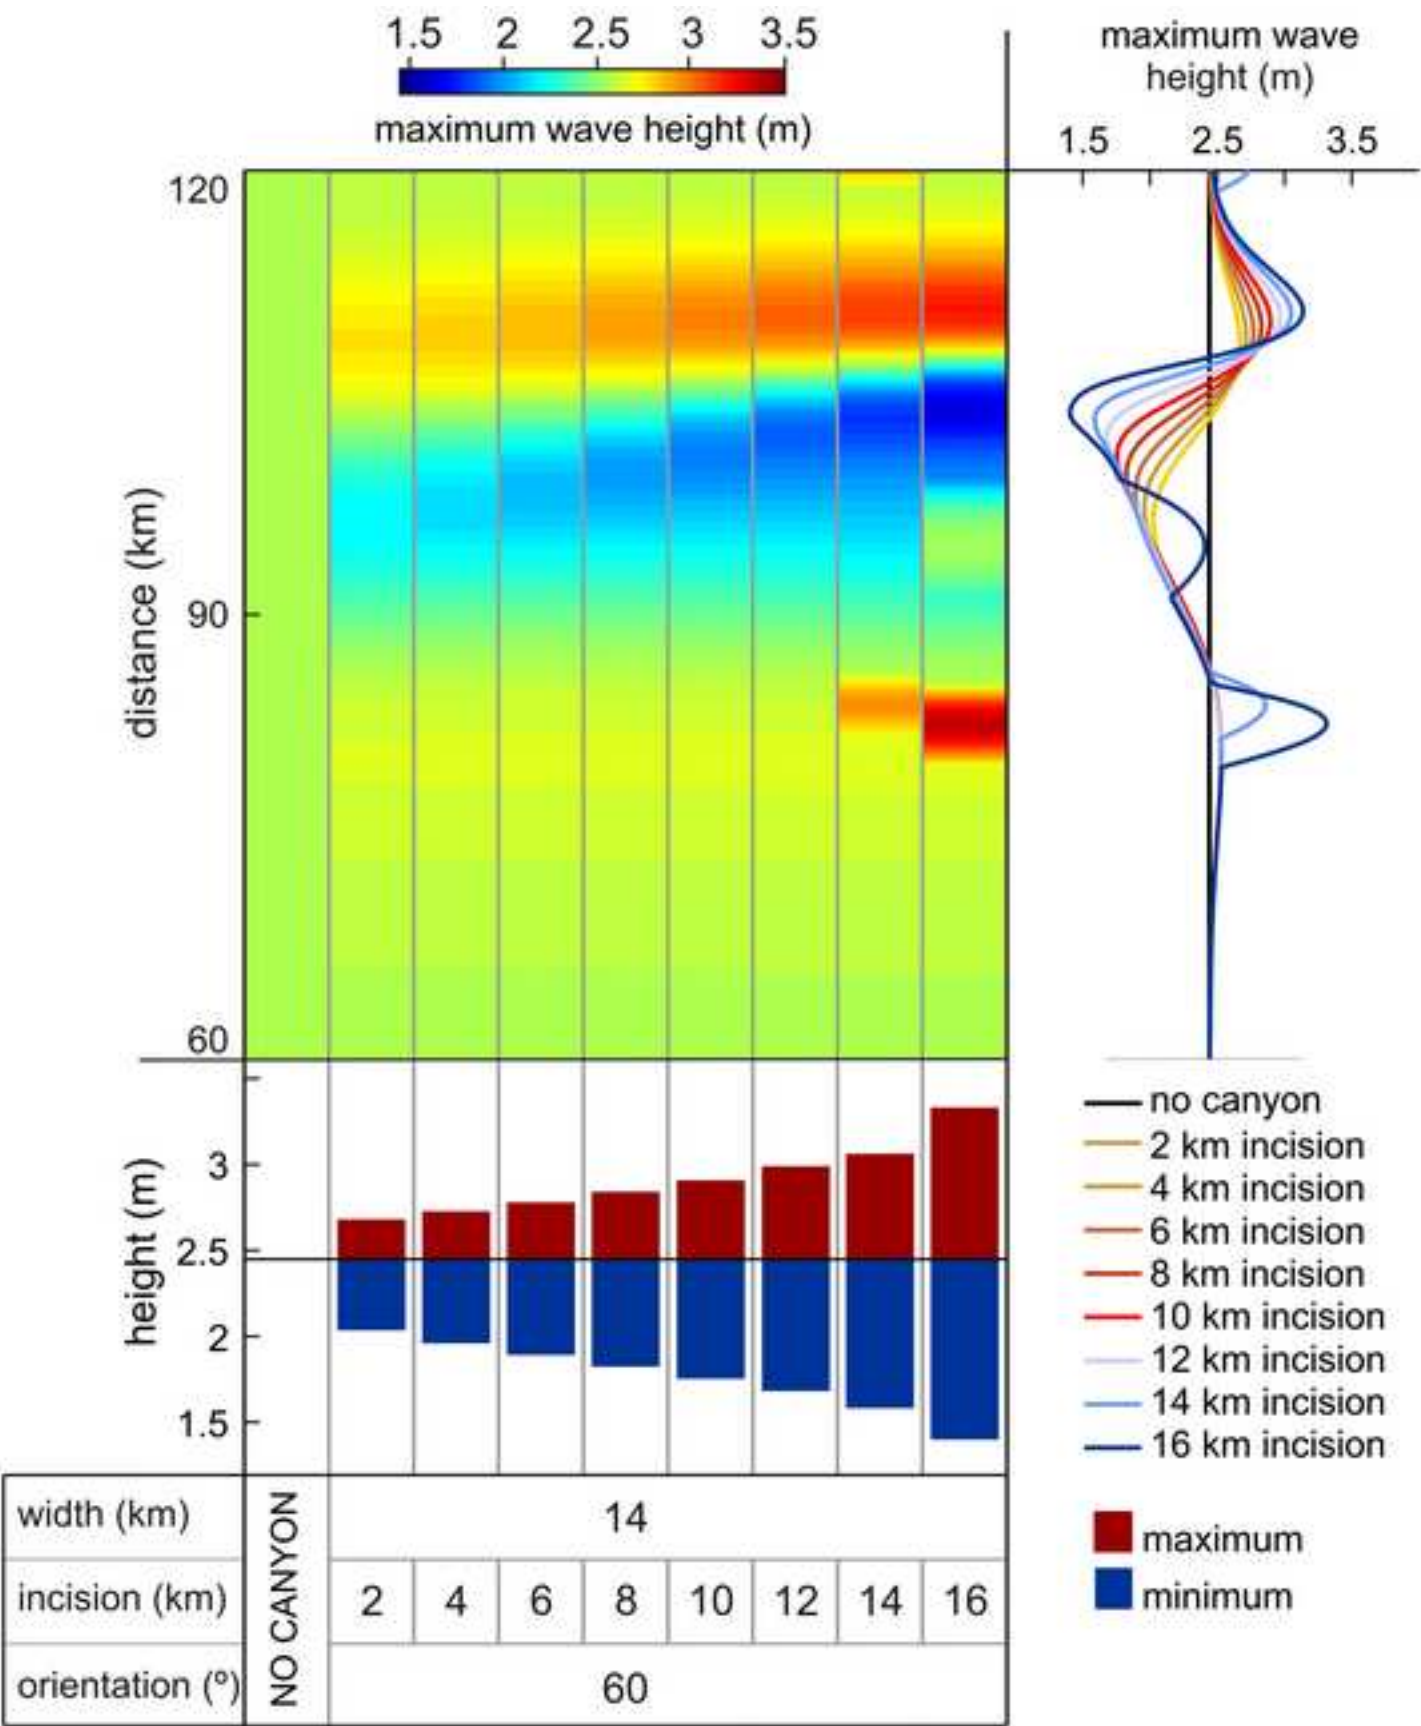 1.5 2 2.5 3 3.5
maximum wave height (m)
maximum wave
height (m)
1.5 2.5 3.5
120
90
60
distance (km)
3
2.5
2
1.5
height (m)
no canyon
2 km incision
4 km incision
6 km incision
8 km incision
10 km incision
12 km incision
14 km incision
16 km incision
maximum
minimum
width (km)
NO CANYON
14
incision (km)
2 4 6 8 10 12 14 16
orientation (º)
60